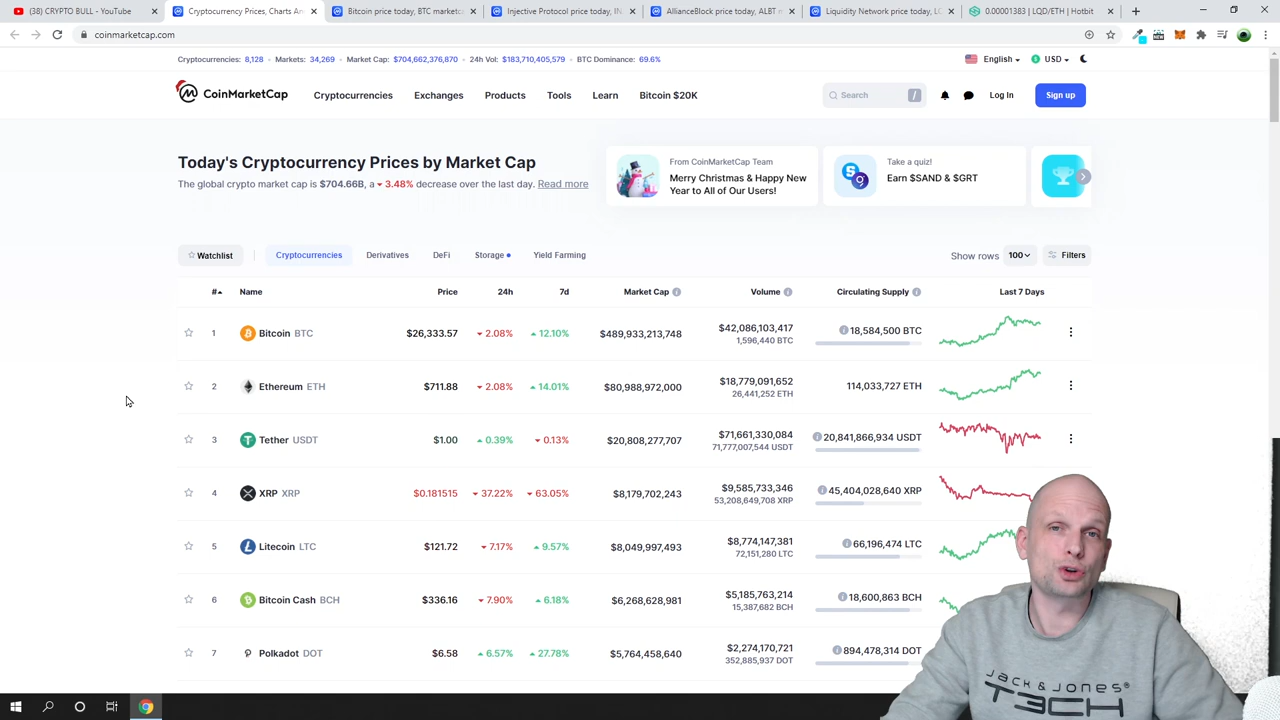 (38) CRYPTO BULL - YouTube
Cryptocurrency Prices, Charts An
Bitcoin price today, BTC marketc
Injective Protocol price today, IN
AllianceBlock price today, ALBT m
Liquidity Network price today, LC
0.00001383 | LQD/ETH | Hotbit
coinmarketcap.com
Cryptocurrencies: 8,128 · Markets: 34,269 · Market Cap: $704,662,376,870 · 24h Vol: $183,710,405,579 · BTC Dominance: 69.6%
English
USD
CoinMarketCap
Cryptocurrencies Exchanges Products Tools Learn Bitcoin $20K
Search /
Log In
Sign up
Today's Cryptocurrency Prices by Market Cap
The global crypto market cap is $704.66B, a 3.48% decrease over the last day. Read more
From CoinMarketCap Team
Merry Christmas & Happy New
Year to All of Our Users!
Take a quiz!
Earn $SAND & $GRT
Watchlist
Cryptocurrencies Derivatives DeFi Storage Yield Farming
Show rows 100 Filters
# Name Price 24h 7d Market Cap Volume Circulating Supply Last 7 Days
1 Bitcoin BTC $26,333.57 2.08% 12.10% $489,933,213,748 $42,086,103,417 18,584,500 BTC
1,596,440 BTC
2 Ethereum ETH $711.88 2.08% 14.01% $80,988,972,000 $18,779,091,652 114,033,727 ETH
26,441,252 ETH
3 Tether USDT $1.00 0.39% 0.13% $20,808,277,707 $71,661,330,084 20,841,866,934 USDT
71,777,007,544 USDT
4 XRP XRP $0.181515 37.22% 63.05% $8,179,702,243 $9,585,733,346 45,404,028,640 XRP
53,208,649,708 XRP
5 Litecoin LTC $121.72 7.17% 9.57% $8,049,997,493 $8,774,147,381 66,196,474 LTC
72,151,280 LTC
6 Bitcoin Cash BCH $336.16 7.90% 6.18% $6,268,628,981 $5,185,763,214 18,600,863 BCH
15,387,682 BCH
7 Polkadot DOT $6.58 6.57% 27.78% $5,764,458,640 $2,274,170,721 894,478,314 DOT
352,885,937 DOT
JACK & JONES®
T3CH